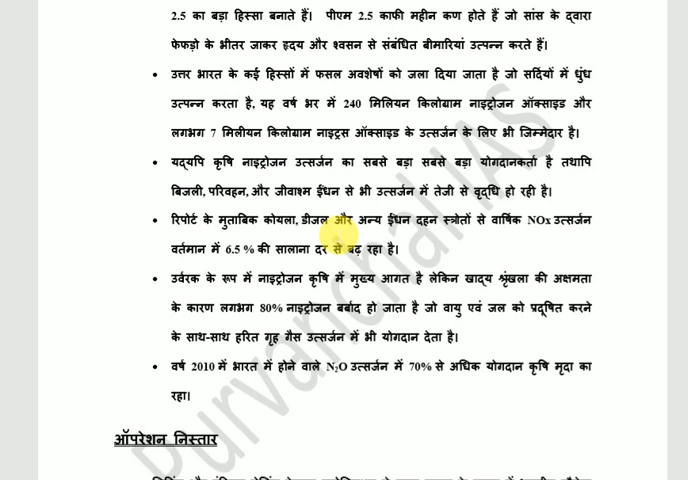 2.5 का बड़ा हिस्सा बनाते हैं। पीएम 2.5 काफी महीन कण होते हैं जो सांस के द्वारा
फेफड़ो के भीतर जाकर हृदय और श्वसन से संबंधित बीमारियां उत्पन्न करते हैं।
• उत्तर भारत के कई हिस्सों में फसल अवशेषों को जला दिया जाता है जो सर्दियों में धुंध
उत्पन्न करता है, यह वर्ष भर में 240 मिलियन किलोग्राम नाइट्रोजन ऑक्साइड और
लगभग 7 मिलीयन किलोग्राम नाइट्रस ऑक्साइड के उत्सर्जन के लिए भी जिम्मेदार है।
• यद्यपि कृषि नाइट्रोजन उत्सर्जन का सबसे बड़ा सबसे बड़ा योगदानकर्ता है तथापि
बिजली, परिवहन, और जीवाश्म ईंधन से भी उत्सर्जन में तेजी से वृद्धि हो रही है।
• रिपोर्ट के मुताबिक कोयला, डीजल और अन्य ईंधन दहन स्त्रोतों से वार्षिक NOx उत्सर्जन
वर्तमान में 6.5 % की सालाना दर से बढ़ रहा है।
• उर्वरक के रूप में नाइट्रोजन कृषि में मुख्य आगत है लेकिन खाद्य श्रृंखला की अक्षमता
के कारण लगभग 80% नाइट्रोजन बर्बाद हो जाता है जो वायु एवं जल को प्रदूषित करने
के साथ-साथ हरित गृह गैस उत्सर्जन में भी योगदान देता है।
• वर्ष 2010 में भारत में होने वाले N₂O उत्सर्जन में 70% से अधिक योगदान कृषि मृदा का
रहा।
ऑपरेशन निस्तार
Purvanchal IAS